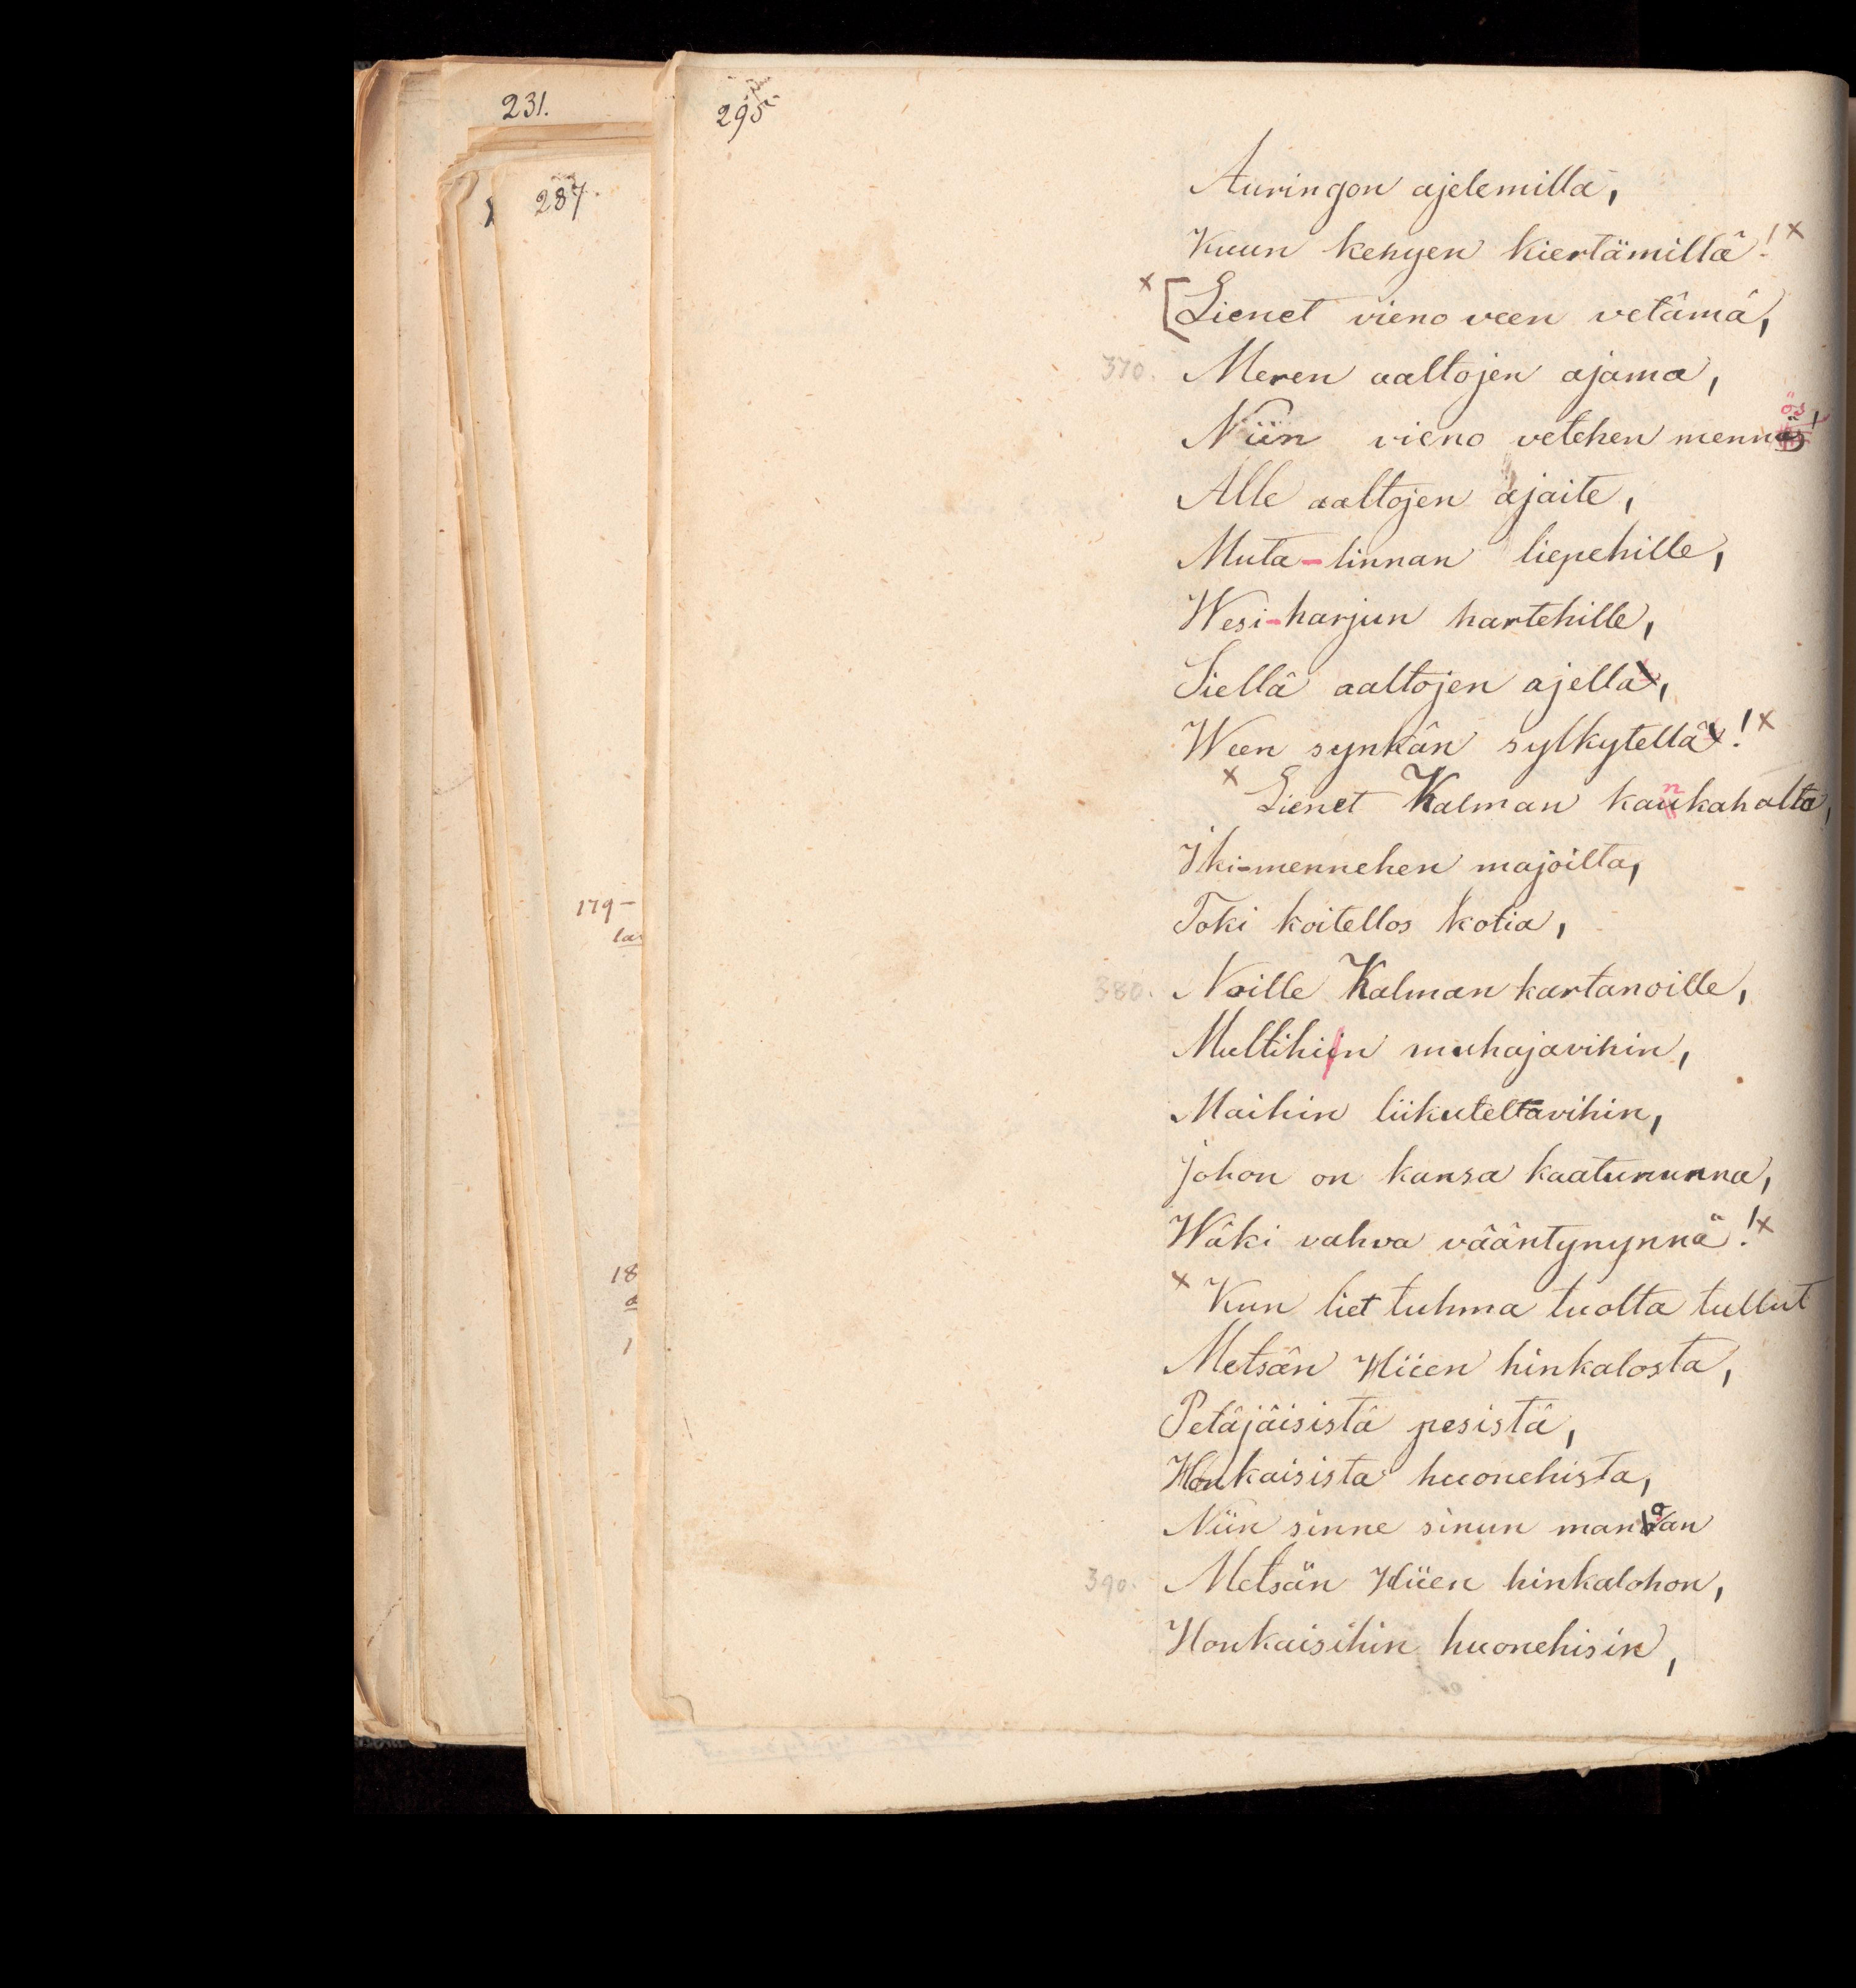 231.
287.
295.
179—
18
1
Auringon ajelemilla,
Kuun kehyen kiertämillä! x
x [Lienet vieno veen vetämä,
370. Meren aaltojen ajama,
Niin vieno vetehen mennös!
Alle aaltojen ajaite,
Muta-linnan liepehille,
Wesi-harjun hartehille,
Siellä aaltojen ajella,
Ween synkän sylkytellä! x
x Lienet Kalman kankahalta,
Iki-mennehen majoilta,
Toki koitellos kotia,
380. Noille Kalman kartanoille,
Multihin muhajavihin,
Maihin liikuteltavihin,
Johon on kansa kaatununna,
Wäki vahva vääntynynnä! x
x Kun liet tuhma tuolta tullut
Metsän Hiien hinkalosta,
Petäjäisistä pesistä,
Honkaisista huonehista,
Niin sinne sinun manaan
390. Metsän Hiien hinkalohon,
Honkaisihin huonehisin,